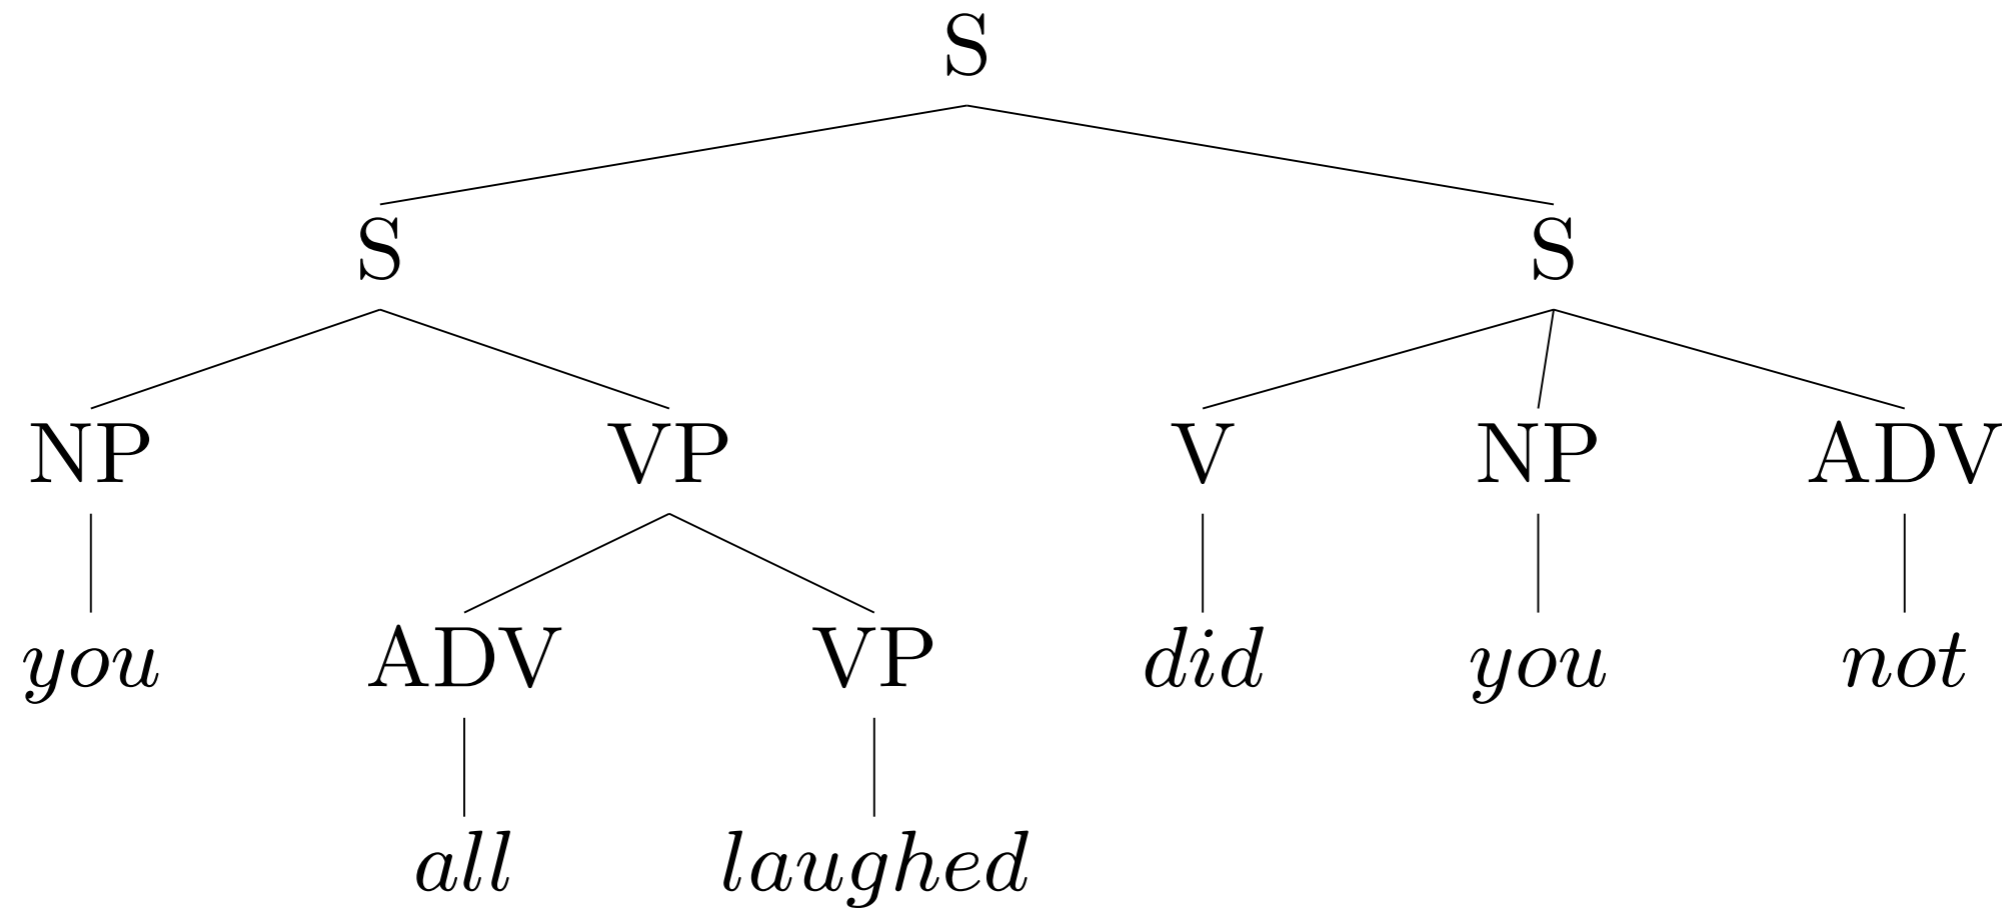 S
S S
NP VP V NP ADV
you ADV VP did you not
all laughed